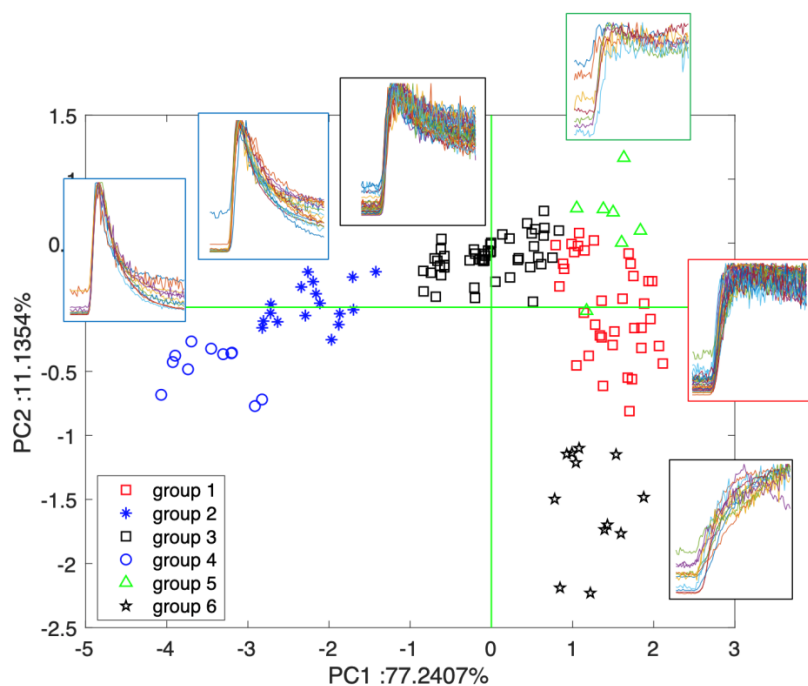 1.5
1
0.
-0.5
-1
-1.5
-2
-2.5
PC2 :11.1354%
group 1
group 2
group 3
group 4
group 5
group 6
-5 -4 -3 -2 -1 0 1 2 3
PC1 :77.2407%